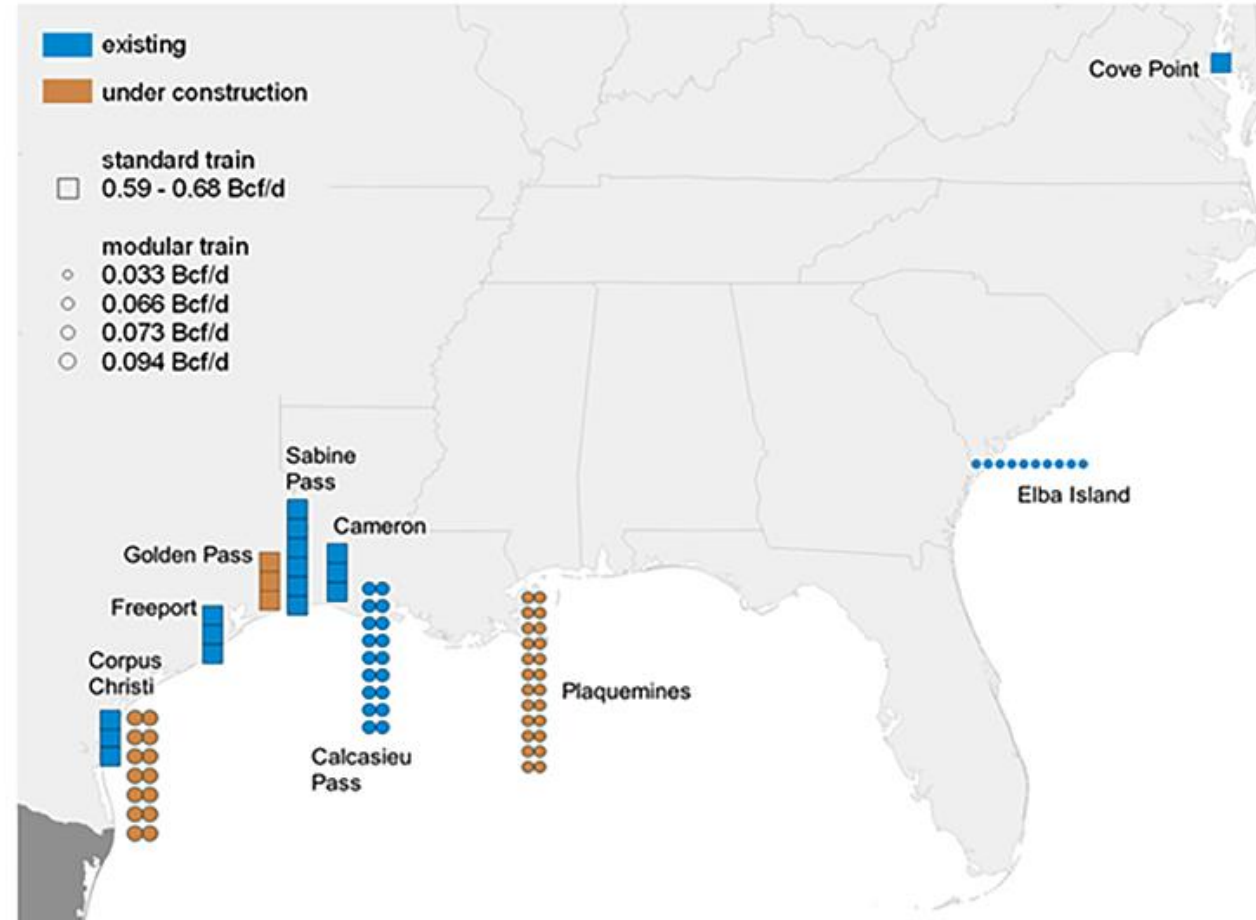 existing
under construction
standard train
0.59 - 0.68 Bcf/d
modular train
0.033 Bcf/d
0.066 Bcf/d
0.073 Bcf/d
0.094 Bcf/d
Cove Point
Elba Island
Sabine
Pass
Cameron
Golden Pass
Freeport
Corpus
Christi
Plaquemines
Calcasieu
Pass